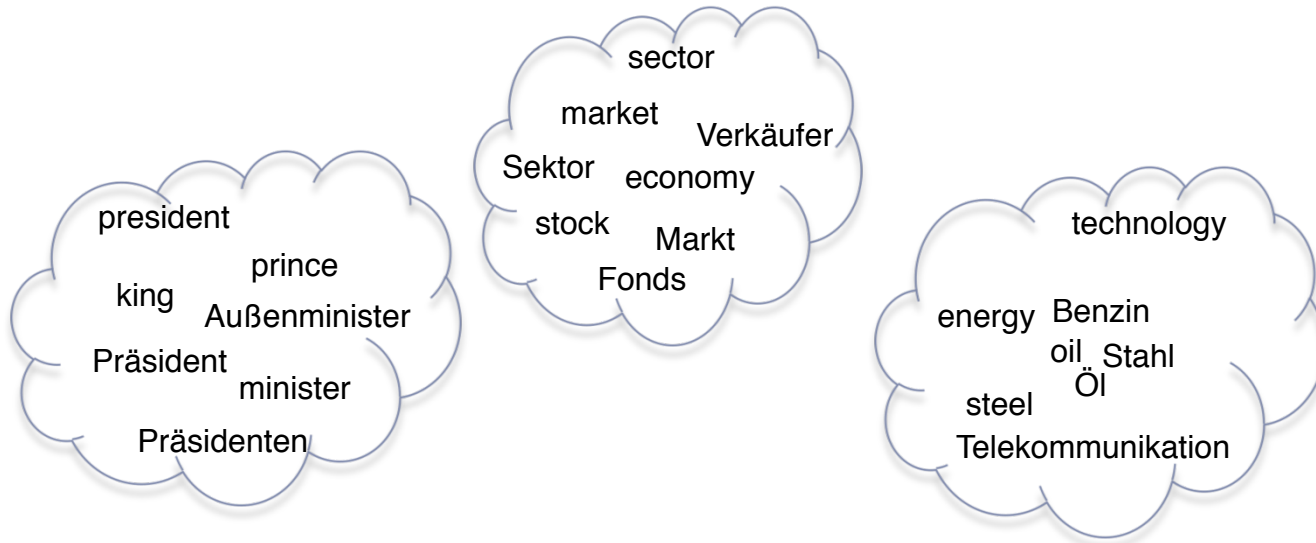 president
prince
king
Außenminister
Präsident
minister
Präsidenten
sector
market
Verkäufer
Sektor
economy
stock
Markt
Fonds
technology
energy
Benzin
oil
Stahl
Öl
steel
Telekommunikation